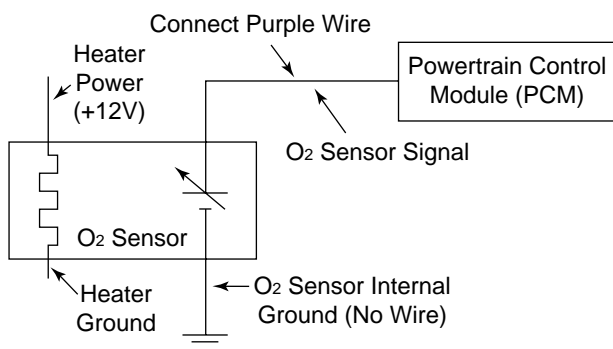 Connect Purple Wire
Heater
Power
(+12V)
Powertrain Control
Module (PCM)
O2 Sensor Signal
O2 Sensor
Heater
Ground
O2 Sensor Internal
Ground (No Wire)